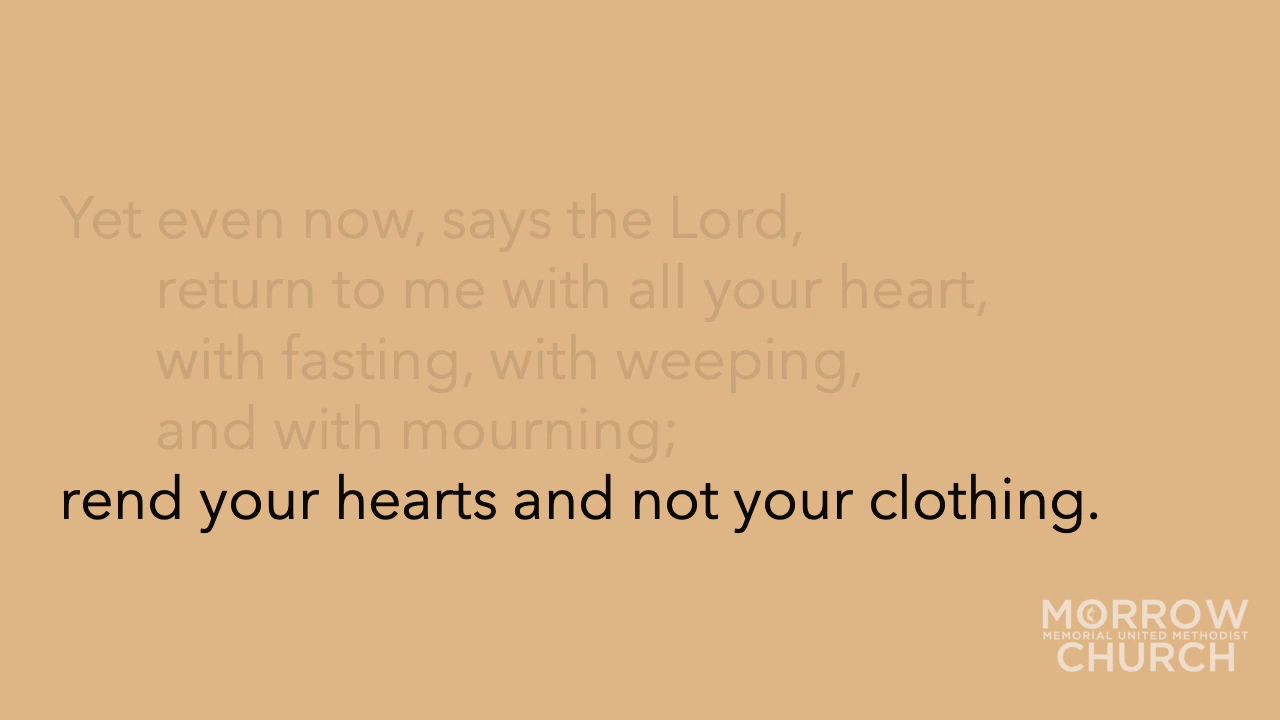 Yet even now, says the Lord,
return to me with all your heart,
with fasting, with weeping,
and with mourning;
rend your hearts and not your clothing.
MORROW
MEMORIAL UNITED METHODIST
CHURCH